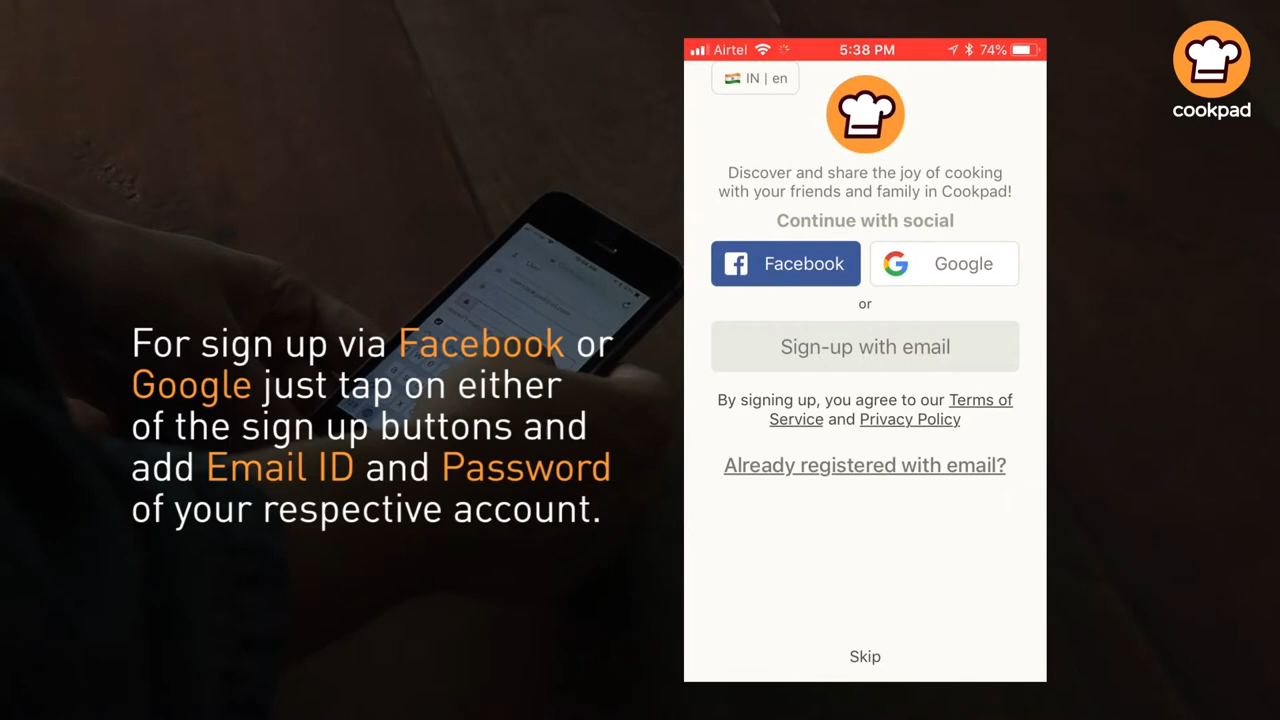 For sign up via Facebook or
Google just tap on either
of the sign up buttons and
add Email ID and Password
of your respective account.
Airtel 5:38 PM 74%
IN | en
Discover and share the joy of cooking
with your friends and family in Cookpad!
Continue with social
Facebook Google
or
Sign-up with email
By signing up, you agree to our Terms of
Service and Privacy Policy
Already registered with email?
Skip
cookpad